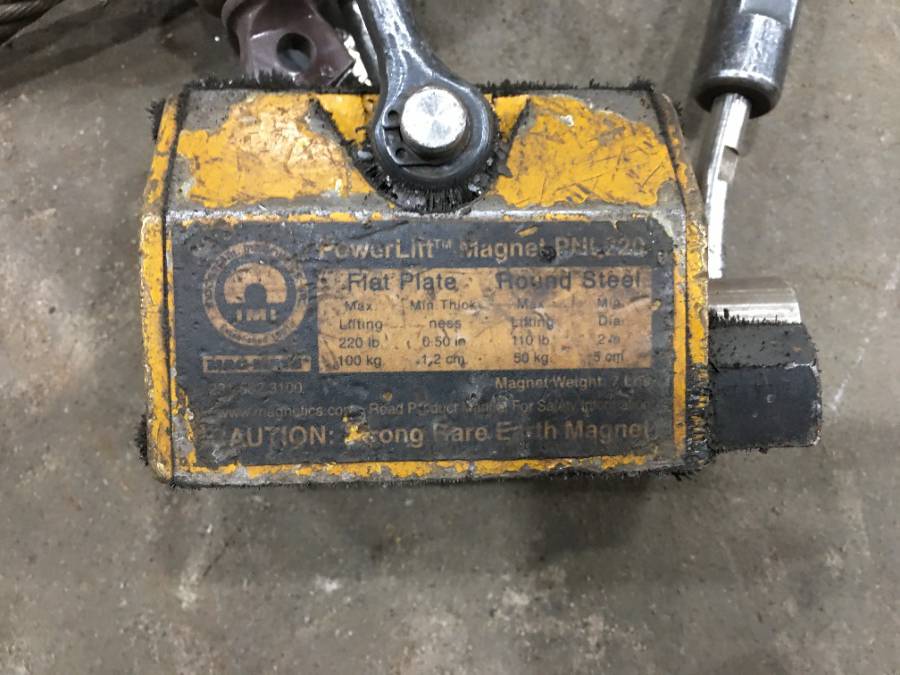 PowerLift™ Magnet PNL220
Flat Plate Round Steel
Max. Min Thick- Max. Min.
Lifting ness Lifting Dia.
220 lb 0.50 in 110 lb 2 in
100 kg 1.2 cm 50 kg 5 cm
IMI
MAG-MATE®
Magnet Weight: 7 Lbs
www.magnetics.com Read Product Manual For Safety Information
CAUTION: Strong Rare Earth Magnet